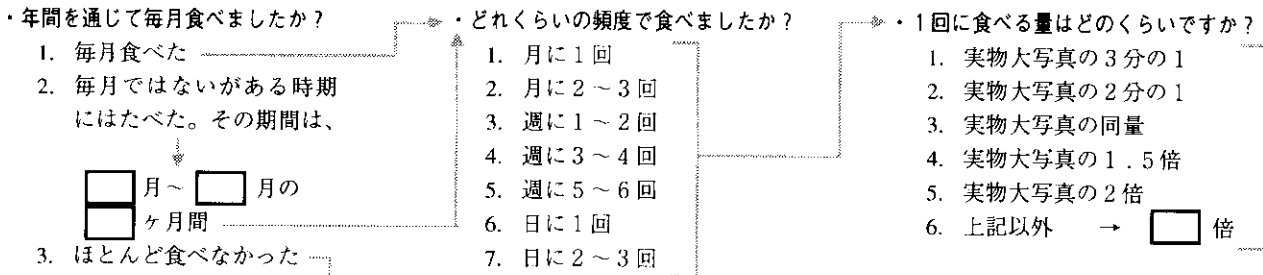 ・年間を通じて毎月食べましたか？
1. 毎月食べた
2. 毎月ではないがある時期
にはたべた。その期間は、
月～ 月の
ヶ月間
3. ほとんど食べなかった
・どれくらいの頻度で食べましたか？
1. 月に1回
2. 月に2～3回
3. 週に1～2回
4. 週に3～4回
5. 週に5～6回
6. 日に1回
7. 日に2～3回
・1回に食べる量はどのくらいですか？
1. 実物大写真の3分の1
2. 実物大写真の2分の1
3. 実物大写真の同量
4. 実物大写真の1．5倍
5. 実物大写真の2倍
6. 上記以外 → 倍